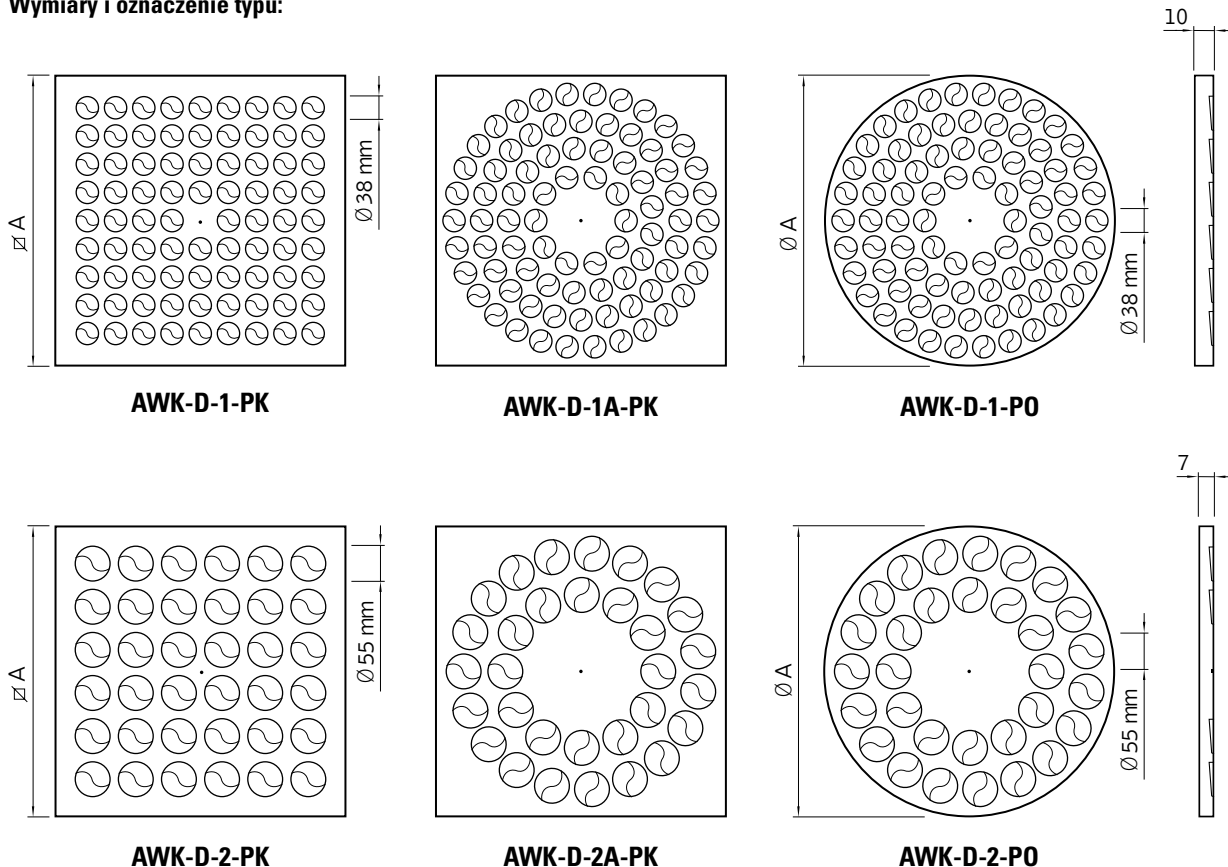 Wymiary i oznaczenie typu:
10
□ A
Ø 38 mm
Ø A
Ø 38 mm
AWK-D-1-PK
AWK-D-1A-PK
AWK-D-1-PO
7
□ A
Ø 55 mm
Ø A
Ø 55 mm
AWK-D-2-PK
AWK-D-2A-PK
AWK-D-2-PO